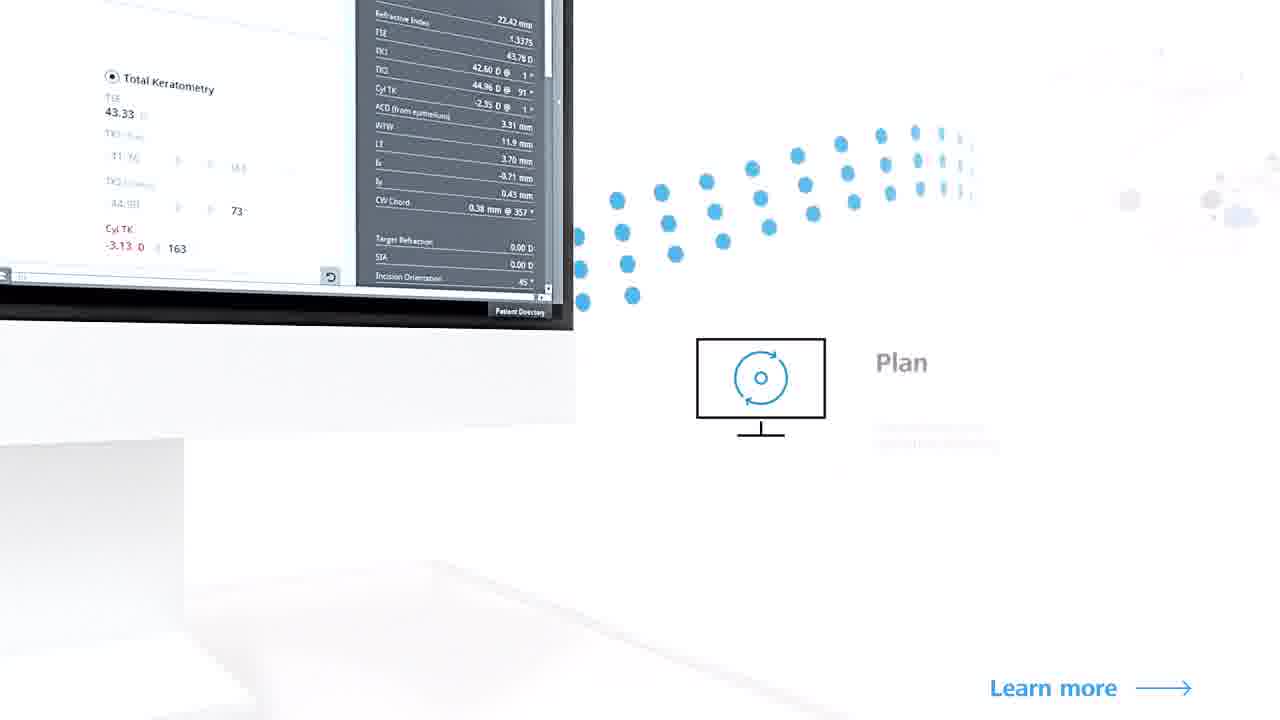 Total Keratometry
TSE
43.33 D
TK1
TK2
44.90
73°
Cyl TK
-3.13 D
163
22.42 mm
Refractive Index
1.3375
TSE
43.78 D
TK1
42.60 D @ 1 °
TK2
44.96 D @ 91 °
Cyl TK
-2.35 D @ 1 °
ACD (from epithelium)
3.31 mm
WTW
11.9 mm
LT
3.70 mm
Ix
-0.71 mm
Iy
0.43 mm
CW Chord
0.38 mm @ 357 °
Target Refraction
0.00 D
SIA
0.00 D
Incision Orientation
45 °
Patient Directory
Plan
Learn more